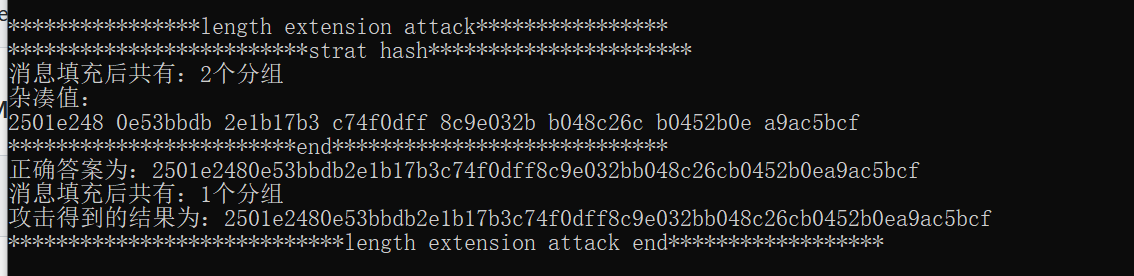 ****************length extension attack****************
*************************strat hash**********************
消息填充后共有：2个分组
杂凑值：
2501e248 0e53bbdb 2e1b17b3 c74f0dff 8c9e032b b048c26c b0452b0e a9ac5bcf
************************end****************************
正确答案为：2501e2480e53bbdb2e1b17b3c74f0dff8c9e032bb048c26cb0452b0ea9ac5bcf
消息填充后共有：1个分组
攻击得到的结果为：2501e2480e53bbdb2e1b17b3c74f0dff8c9e032bb048c26cb0452b0ea9ac5bcf
****************************length extension attack end******************